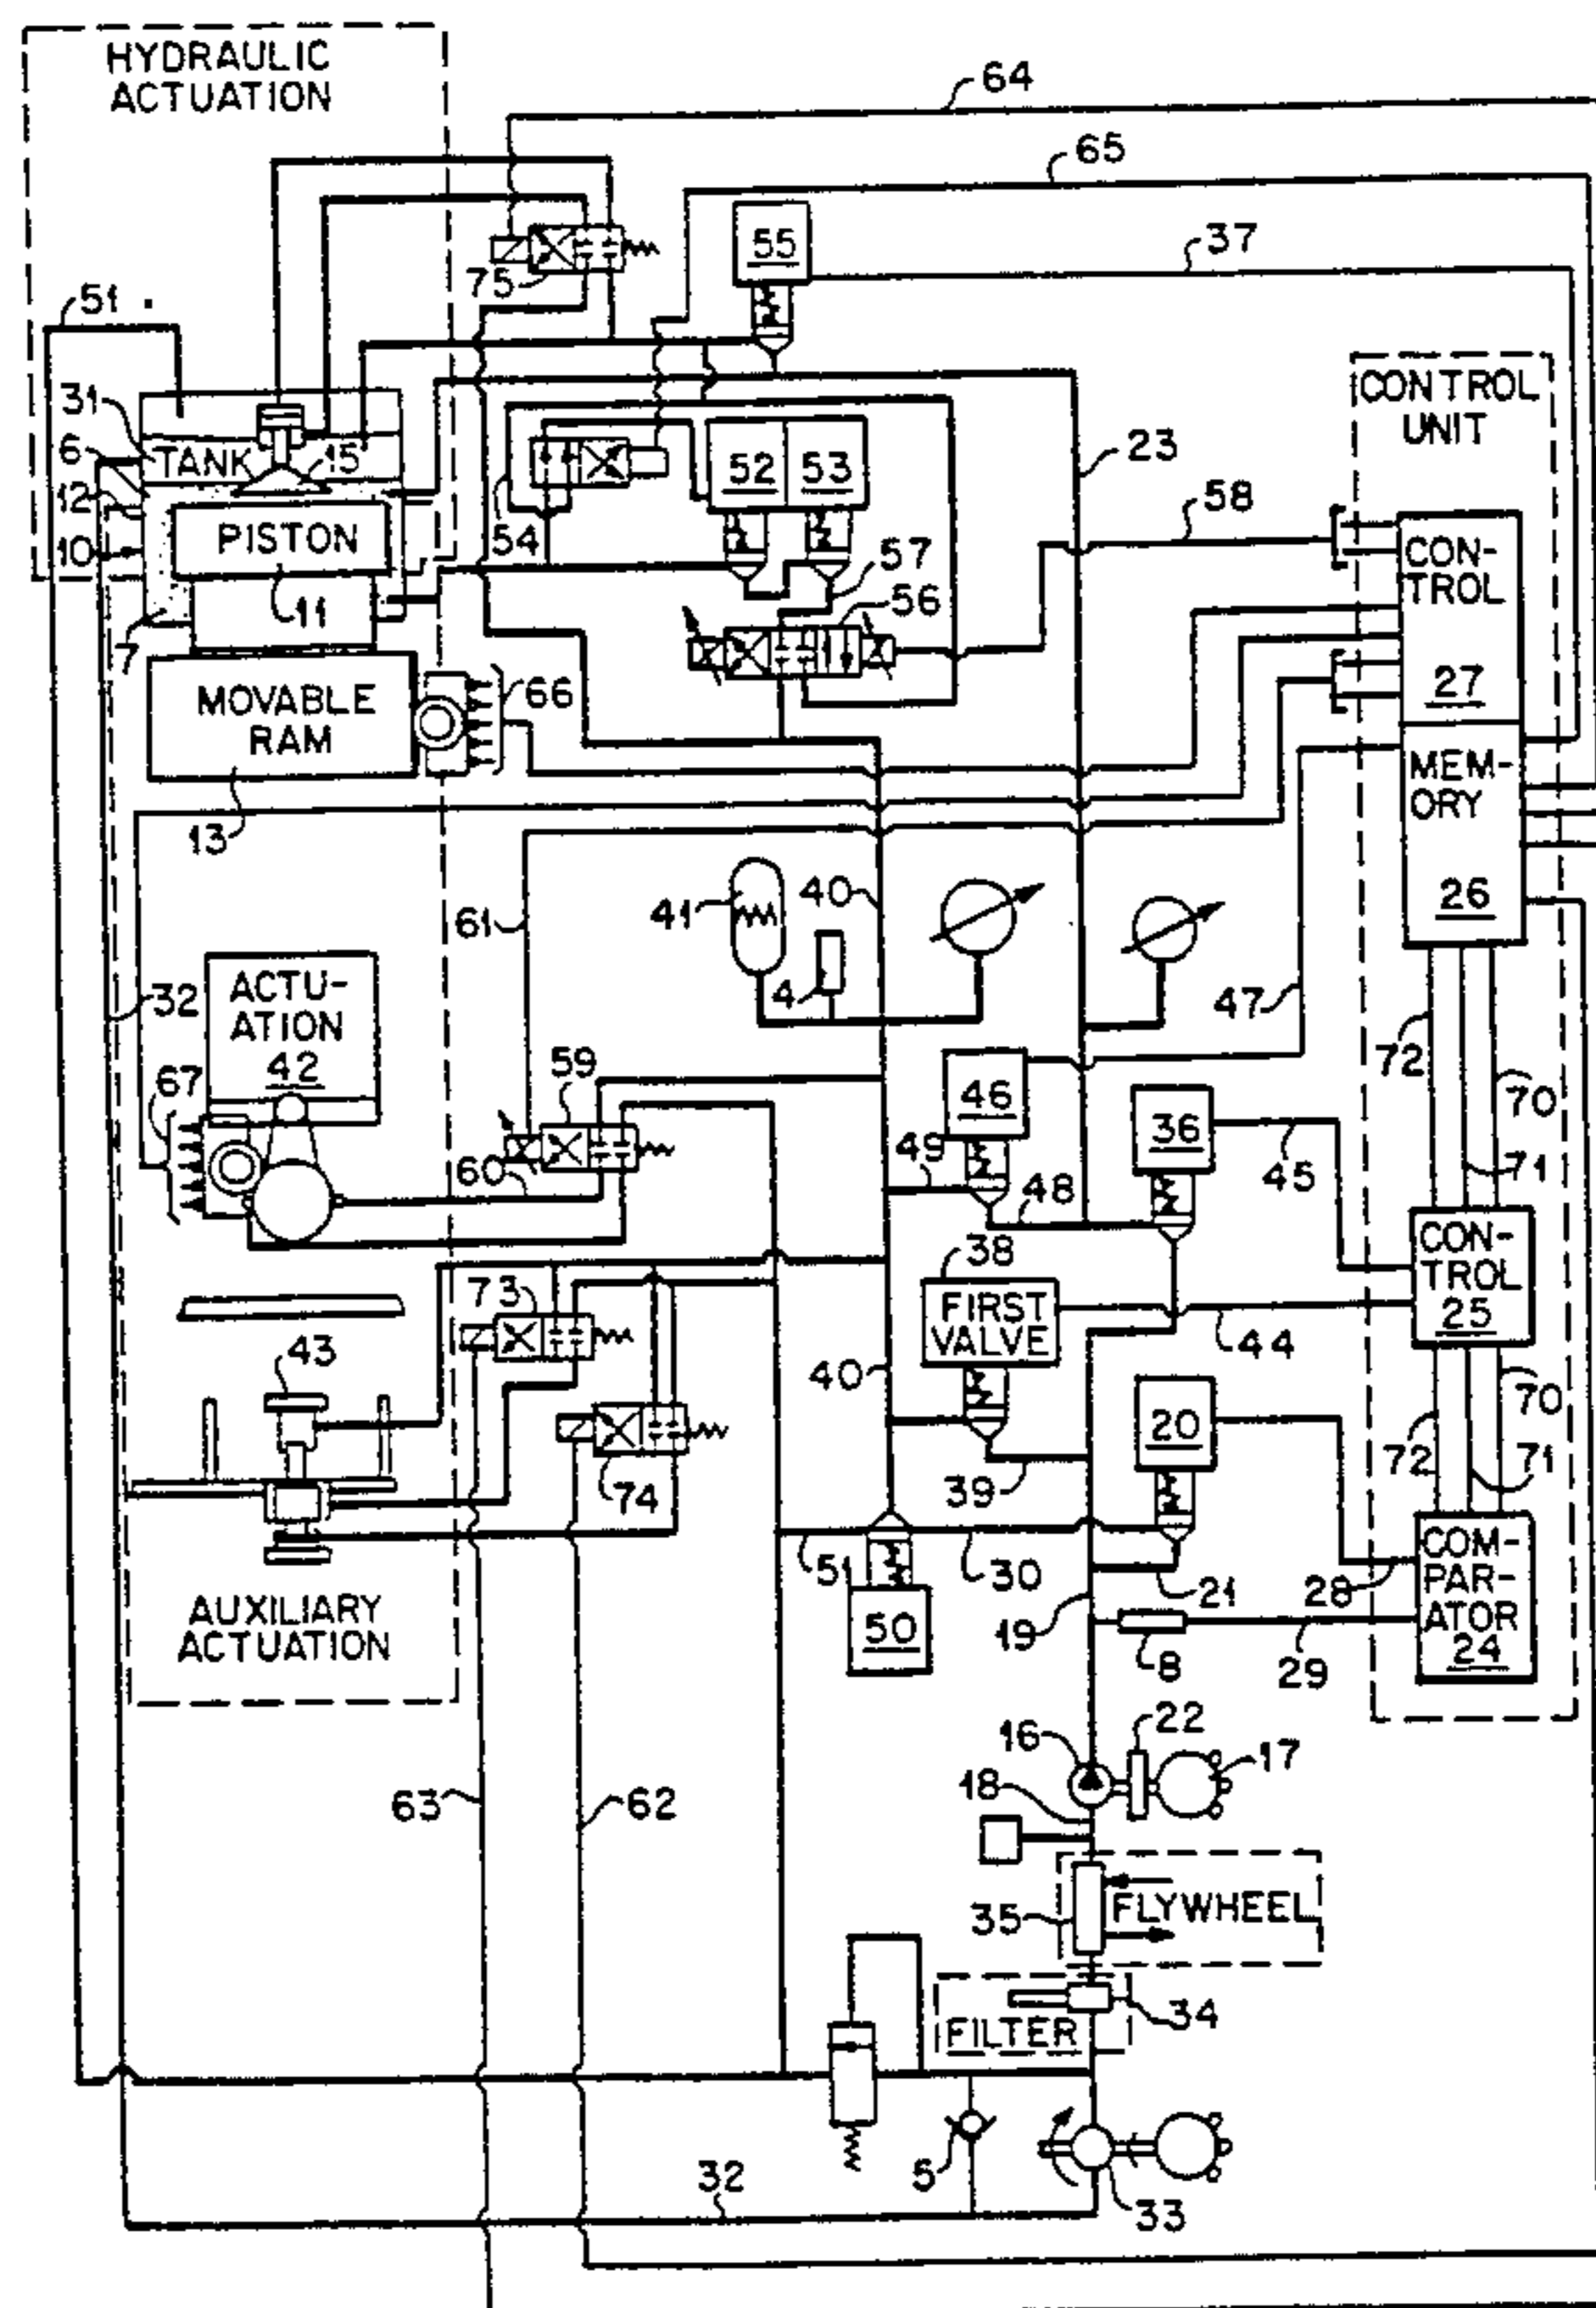 HYDRAULIC
ACTUATION
64
65
55
37
75
51
31
6
TANK
15
12
10
PISTON
11
7
54
52
53
23
58
57
56
CONTROL
UNIT
CON-
TROL
27
MEM-
ORY
26
MOVABLE
RAM
66
13
41
40
4
61
47
72
70
71
ACTU-
ATION
42
32
67
59
60
46
49
48
36
45
38
FIRST
VALVE
44
CON-
TROL
25
73
43
40
74
39
20
72
70
71
COM-
PAR-
ATOR
24
51
30
21
28
50
19
8
29
AUXILIARY
ACTUATION
16
22
17
18
63
62
35
FLYWHEEL
FILTER
34
5
33
32